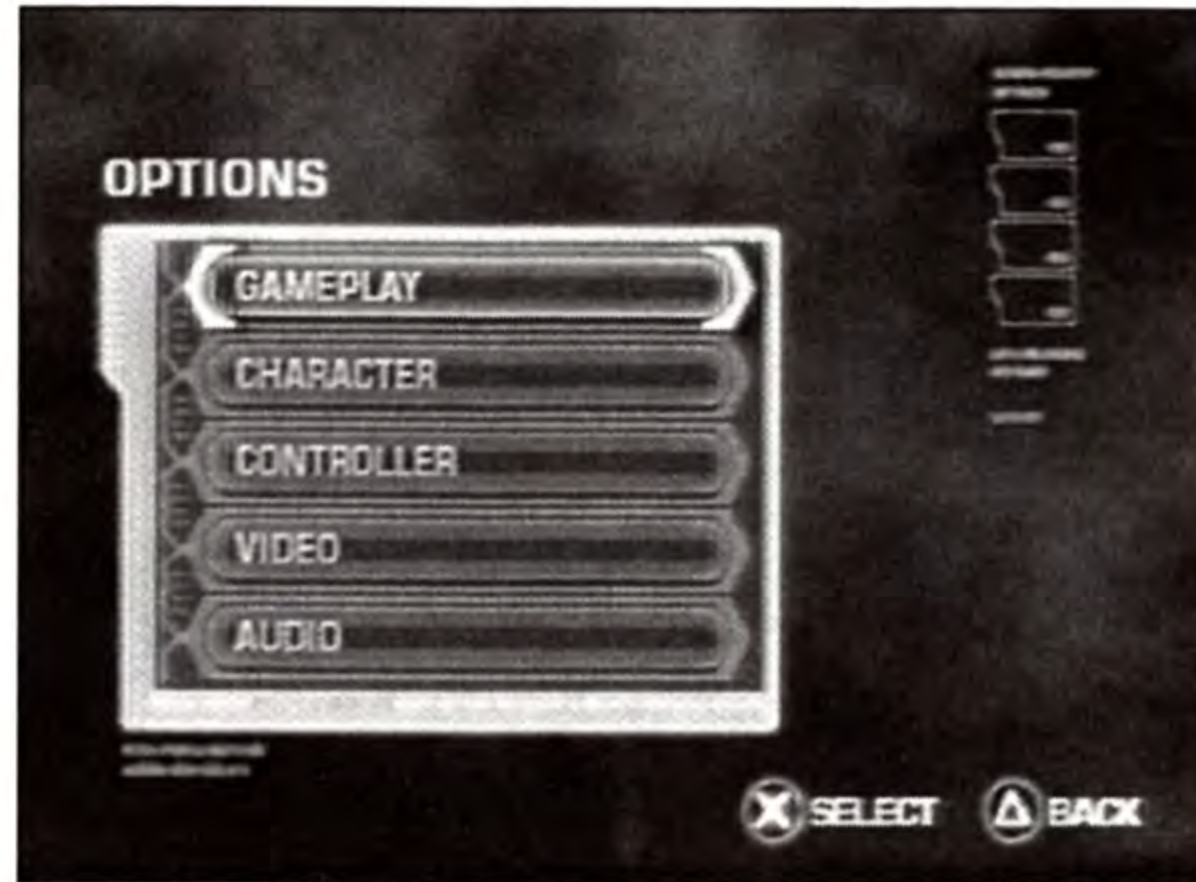 OPTIONS
GAMEPLAY
CHARACTER
CONTROLLER
VIDEO
AUDIO
SELECT BACK